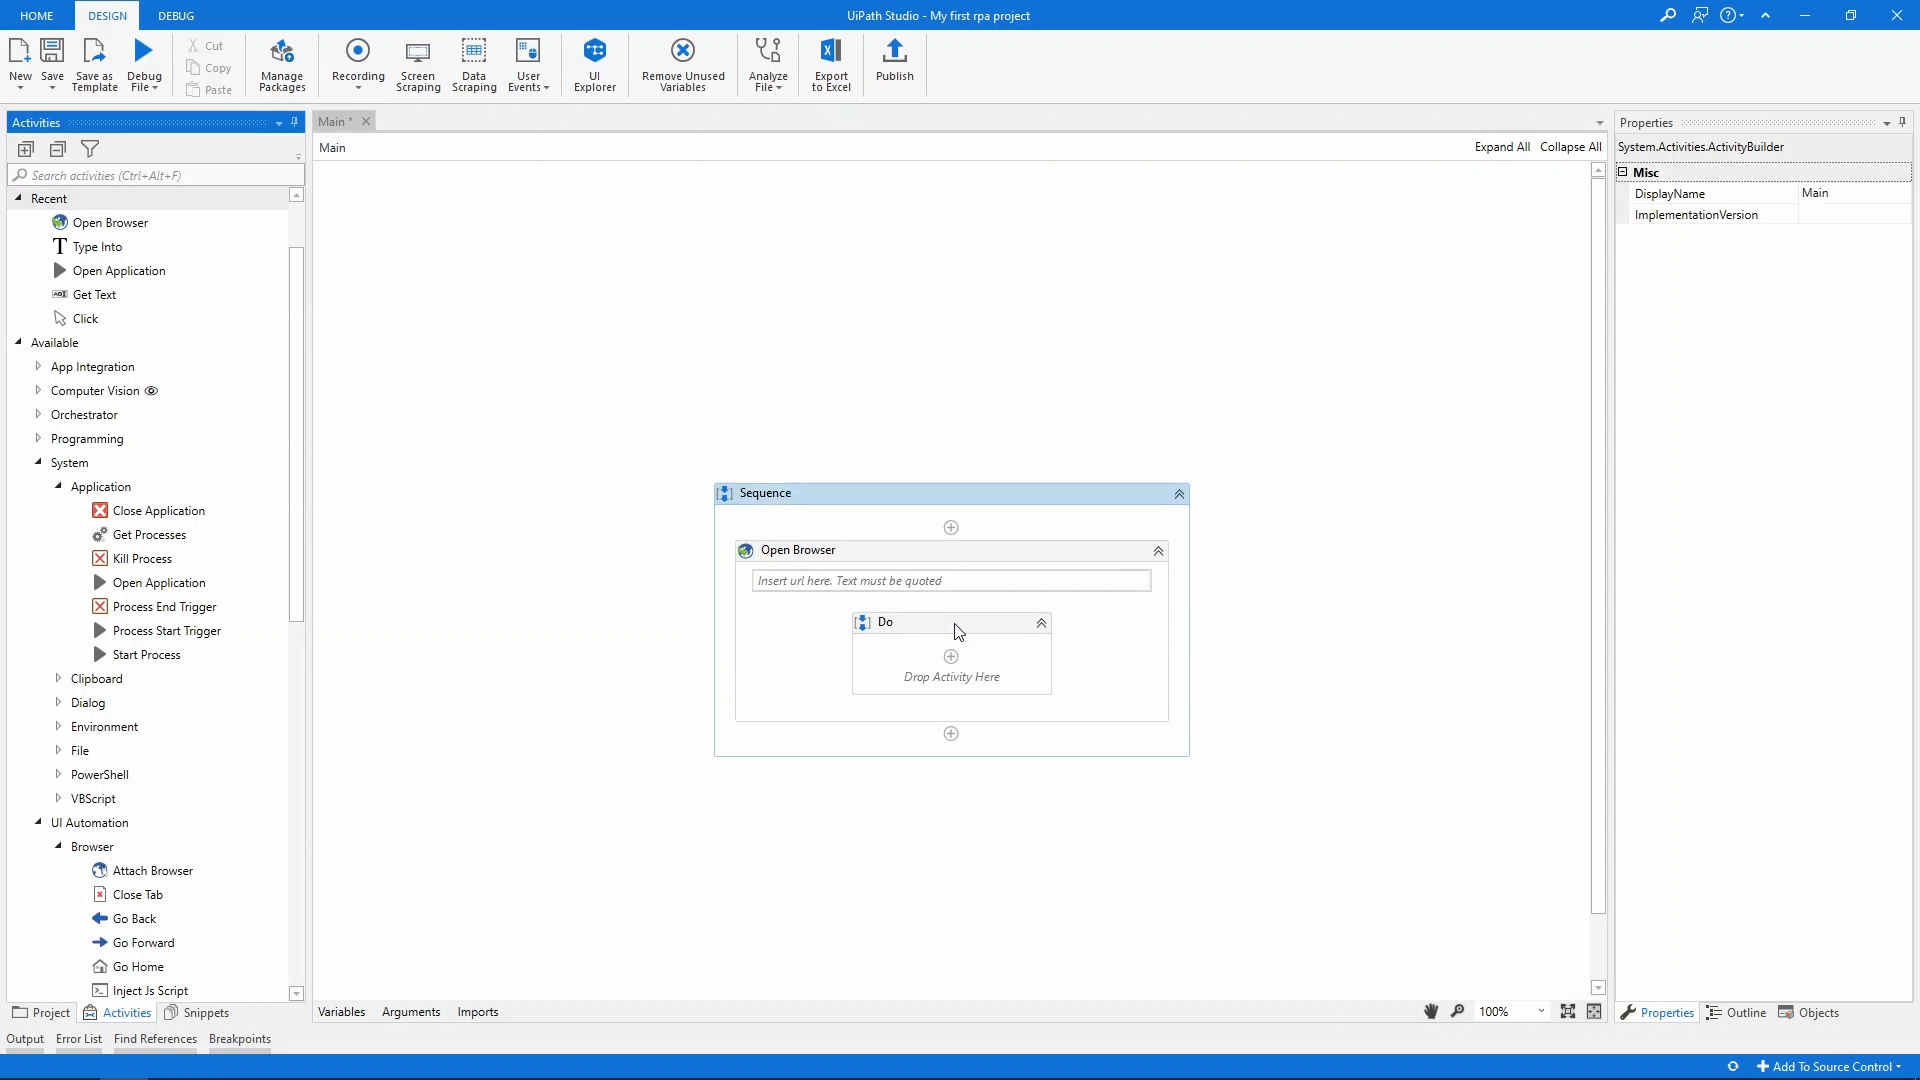 HOME
DESIGN
DEBUG
UiPath Studio - My first rpa project
New
Save
Save as Template
Debug File
Cut
Copy
Paste
Manage Packages
Recording
Screen Scraping
Data Scraping
User Events
UI Explorer
Remove Unused Variables
Analyze File
Export to Excel
Publish
Activities
Search activities (Ctrl+Alt+F)
Recent
Open Browser
Type Into
Open Application
Get Text
Click
Available
App Integration
Computer Vision
Orchestrator
Programming
System
Application
Close Application
Get Processes
Kill Process
Open Application
Process End Trigger
Process Start Trigger
Start Process
Clipboard
Dialog
Environment
File
PowerShell
VBScript
UI Automation
Browser
Attach Browser
Close Tab
Go Back
Go Forward
Go Home
Inject Js Script
Project
Activities
Snippets
Main *
Main
Expand All
Collapse All
Sequence
Open Browser
Insert url here. Text must be quoted
Do
Drop Activity Here
Variables
Arguments
Imports
100%
Properties
System.Activities.ActivityBuilder
Misc
DisplayName
Main
ImplementationVersion
Properties
Outline
Objects
Output
Error List
Find References
Breakpoints
Add To Source Control